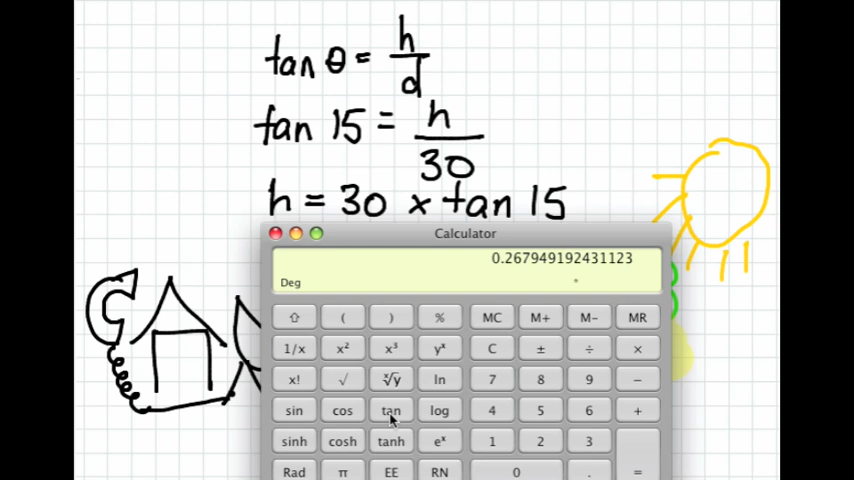 tan θ = h/d
tan 15 = h/30
h = 30 × tan 15
Calculator
0.267949192431123
Deg
⇧ ( ) % MC M+ M- MR
1/x x² x³ yˣ C ± ÷ ×
x! √ ˣ√y ln 7 8 9 −
sin cos tan log 4 5 6 +
sinh cosh tanh eˣ 1 2 3
Rad π EE RN 0 . =